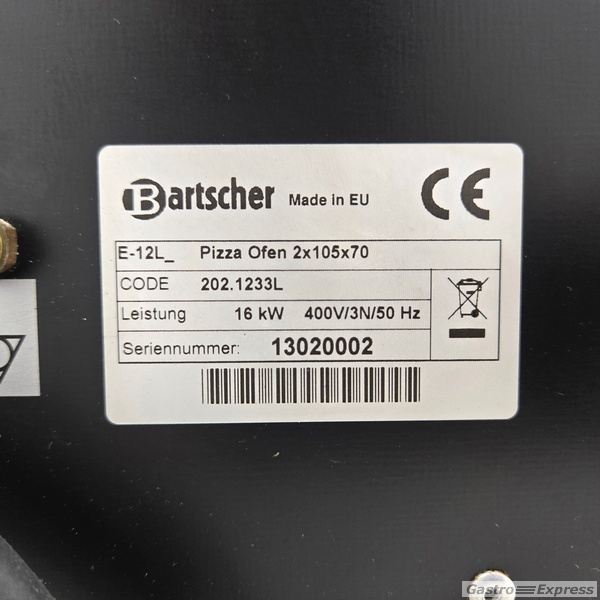 Bartscher Made in EU CE
E-12L_ Pizza Ofen 2x105x70
CODE 202.1233L
Leistung 16 kW 400V/3N/50 Hz
Seriennummer: 13020002
Gastro Express